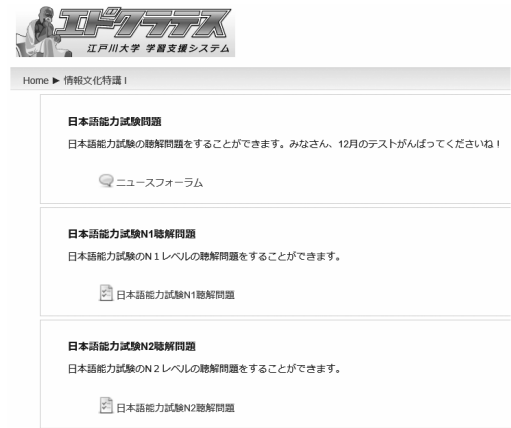 エドクラテス
江戸川大学 学習支援システム
Home ► 情報文化特講 I
日本語能力試験問題
日本語能力試験の聴解問題をすることができます。みなさん、12月のテストがんばってくださいね！
ニュースフォーラム
日本語能力試験N1聴解問題
日本語能力試験のＮ１レベルの聴解問題をすることができます。
日本語能力試験N1聴解問題
日本語能力試験N2聴解問題
日本語能力試験のＮ２レベルの聴解問題をすることができます。
日本語能力試験N2聴解問題